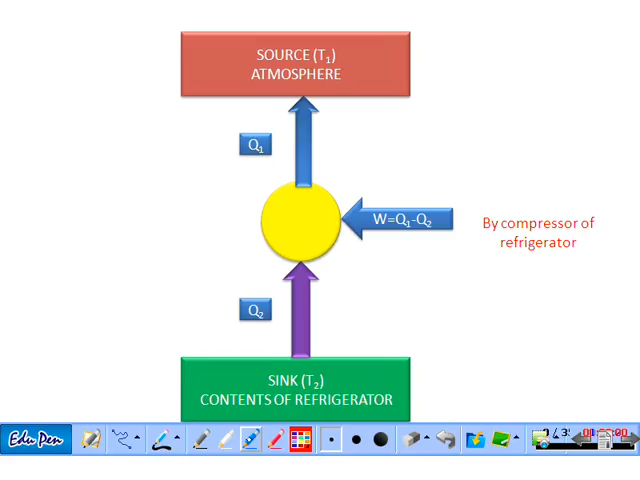 SOURCE (T₁)
ATMOSPHERE
Q₁
W=Q₁-Q₂
By compressor of
refrigerator
Q₂
SINK (T₂)
CONTENTS OF REFRIGERATOR
Edu Pen